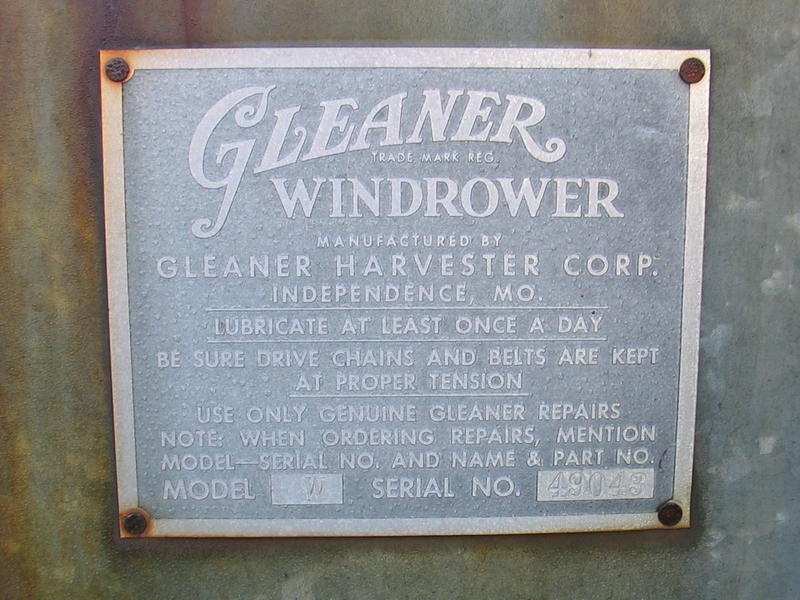 GLEANER
TRADE MARK REG.
WINDROWER
MANUFACTURED BY
GLEANER HARVESTER CORP.
INDEPENDENCE, MO.
LUBRICATE AT LEAST ONCE A DAY
BE SURE DRIVE CHAINS AND BELTS ARE KEPT
AT PROPER TENSION
USE ONLY GENUINE GLEANER REPAIRS
NOTE: WHEN ORDERING REPAIRS, MENTION
MODEL—SERIAL NO. AND NAME & PART NO.
MODEL W SERIAL NO. 49043